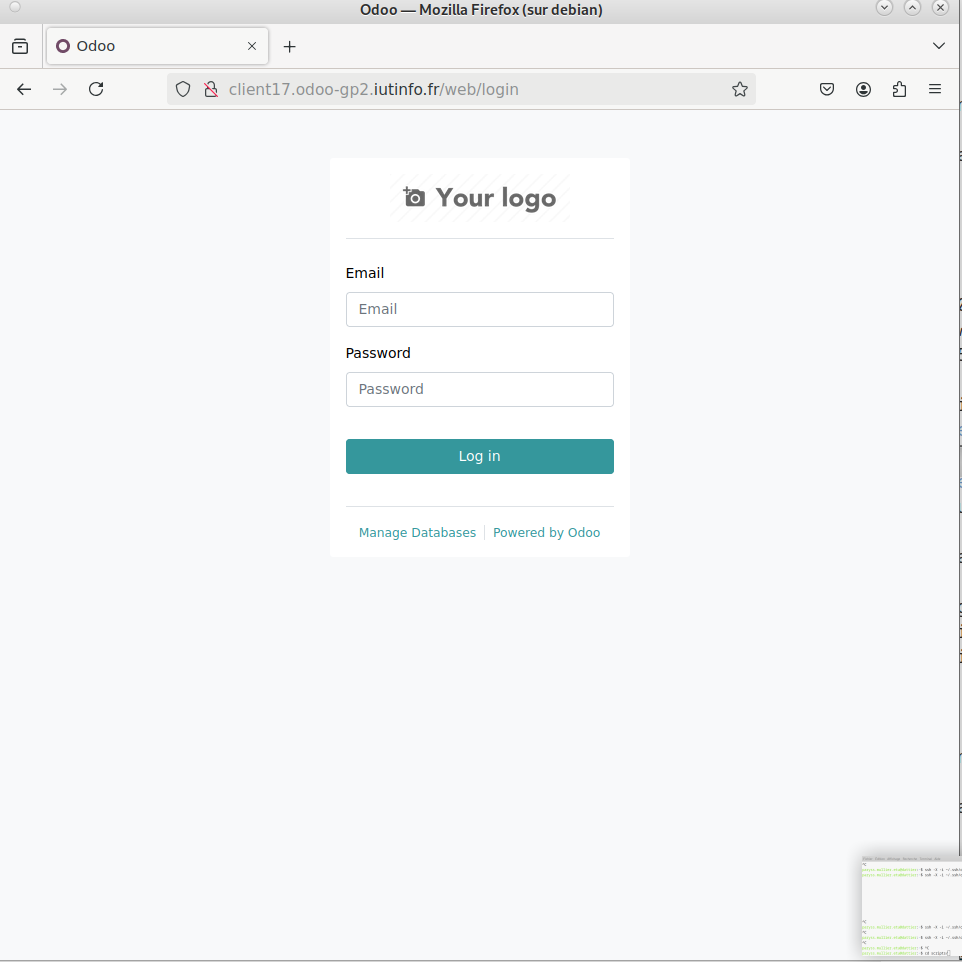 Odoo — Mozilla Firefox (sur debian)
Odoo
client17.odoo-gp2.iutinfo.fr/web/login
Your logo
Email
Email
Password
Password
Log in
Manage Databases
Powered by Odoo